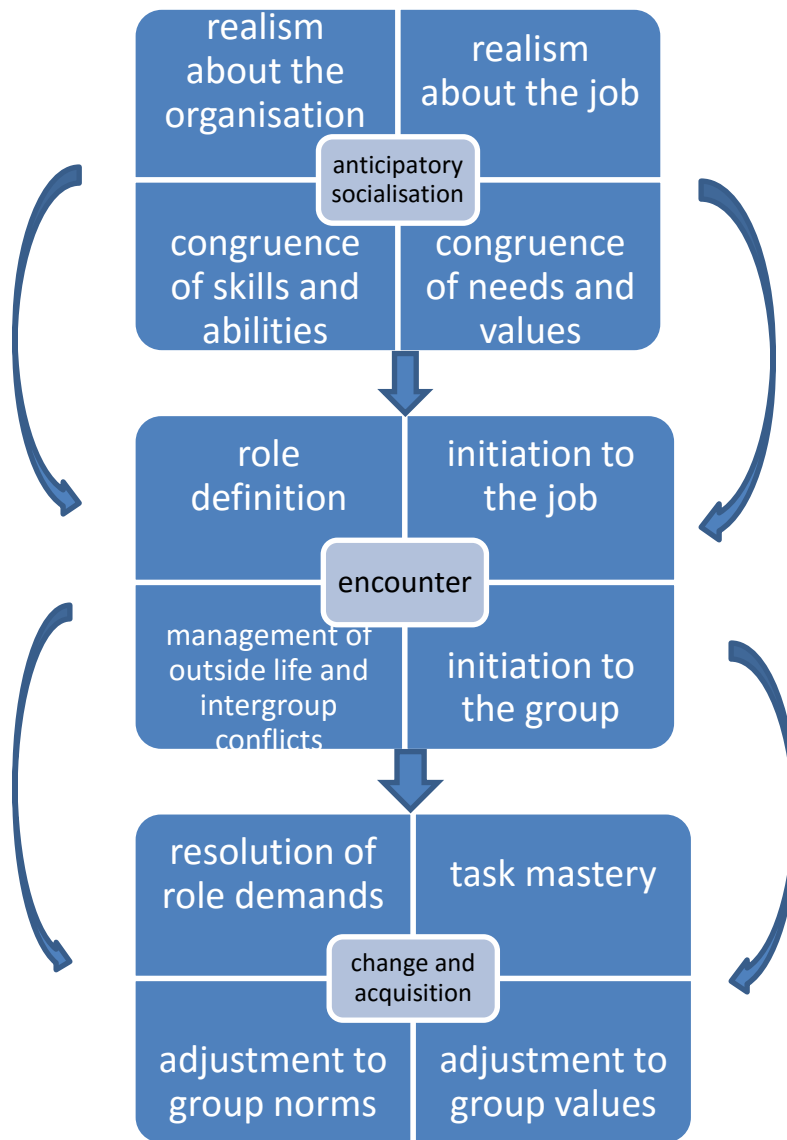 realism
about the
organisation
realism
about the job
anticipatory
socialisation
congruence
of skills and
abilities
congruence
of needs and
values
role
definition
initiation to
the job
encounter
management of
outside life and
intergroup
conflicts
initiation to
the group
resolution of
role demands
task mastery
change and
acquisition
adjustment to
group norms
adjustment to
group values